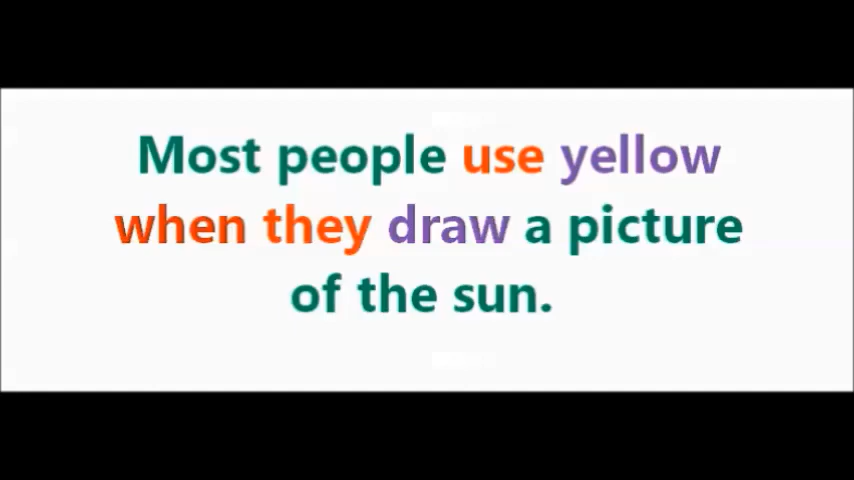 Most people use yellow
when they draw a picture
of the sun.